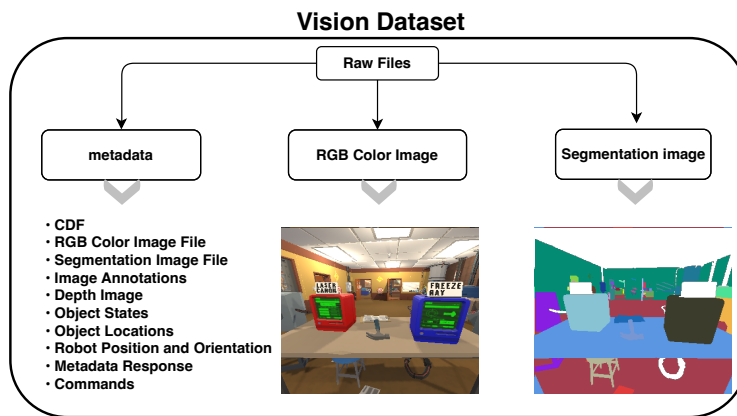 Vision Dataset
Raw Files
metadata
RGB Color Image
Segmentation image
· CDF
· RGB Color Image File
· Segmentation Image File
· Image Annotations
· Depth Image
· Object States
· Object Locations
· Robot Position and Orientation
· Metadata Response
· Commands
LASER
CANON
FREEZE
RAY